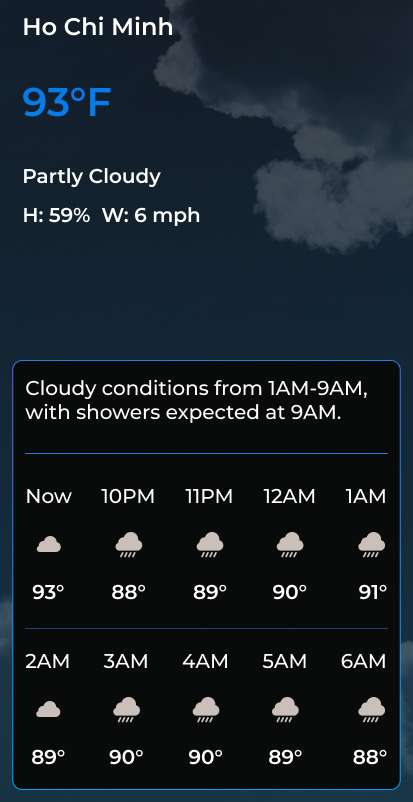 Ho Chi Minh
93°F
Partly Cloudy
H: 59% W: 6 mph
Cloudy conditions from 1AM-9AM,
with showers expected at 9AM.
Now 10PM 11PM 12AM 1AM
93° 88° 89° 90° 91°
2AM 3AM 4AM 5AM 6AM
89° 90° 90° 89° 88°